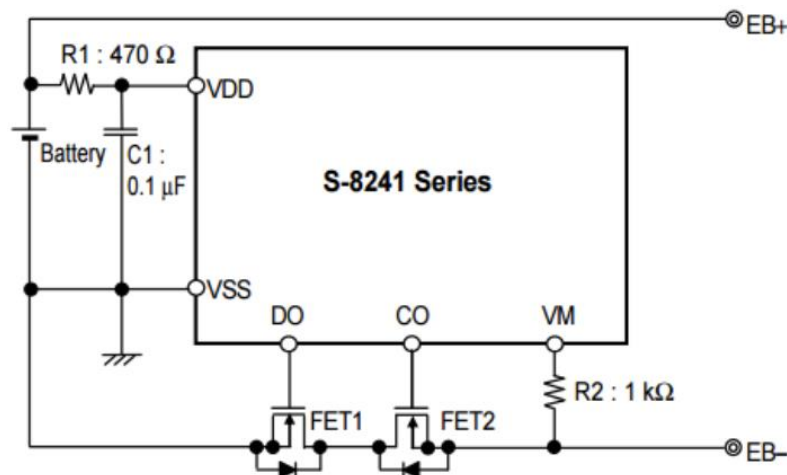 EB+
R1 : 470 Ω
VDD
Battery
C1 :
0.1 μF
S-8241 Series
VSS
DO
CO
VM
R2 : 1 kΩ
FET1
FET2
EB−